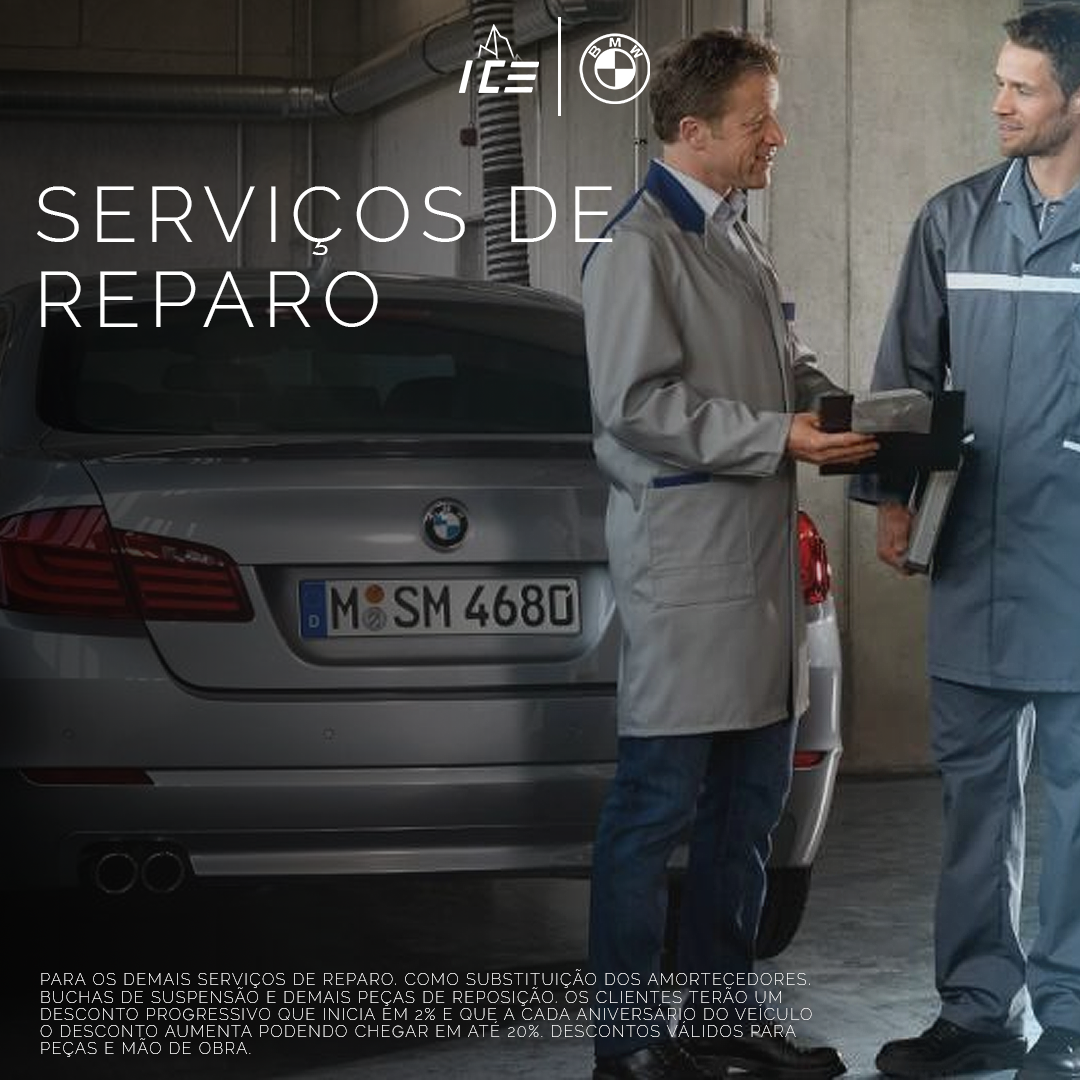 ICE
BMW
SERVIÇOS DE
REPARO
M SM 4680
D
PARA OS DEMAIS SERVIÇOS DE REPARO. COMO SUBSTITUIÇÃO DOS AMORTECEDORES.
BUCHAS DE SUSPENSÃO E DEMAIS PEÇAS DE REPOSIÇÃO. OS CLIENTES TERÃO UM
DESCONTO PROGRESSIVO QUE INICIA EM 2% E QUE A CADA ANIVERSÁRIO DO VEÍCULO
O DESCONTO AUMENTA PODENDO CHEGAR EM ATÉ 20%. DESCONTOS VÁLIDOS PARA
PEÇAS E MÃO DE OBRA.